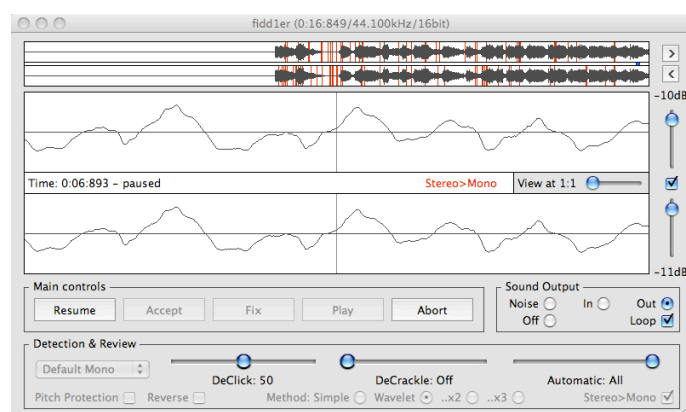 fidd1er (0:16:849/44.100kHz/16bit)
>
<
-10dB
Time: 0:06:893 - paused
Stereo>Mono
View at 1:1
-11dB
Main controls
Resume
Accept
Fix
Play
Abort
Sound Output
Noise
In
Out
Off
Loop
Detection & Review
Default Mono
DeClick: 50
DeCrackle: Off
Automatic: All
Pitch Protection
Reverse
Method: Simple
Wavelet
..x2
..x3
Stereo>Mono